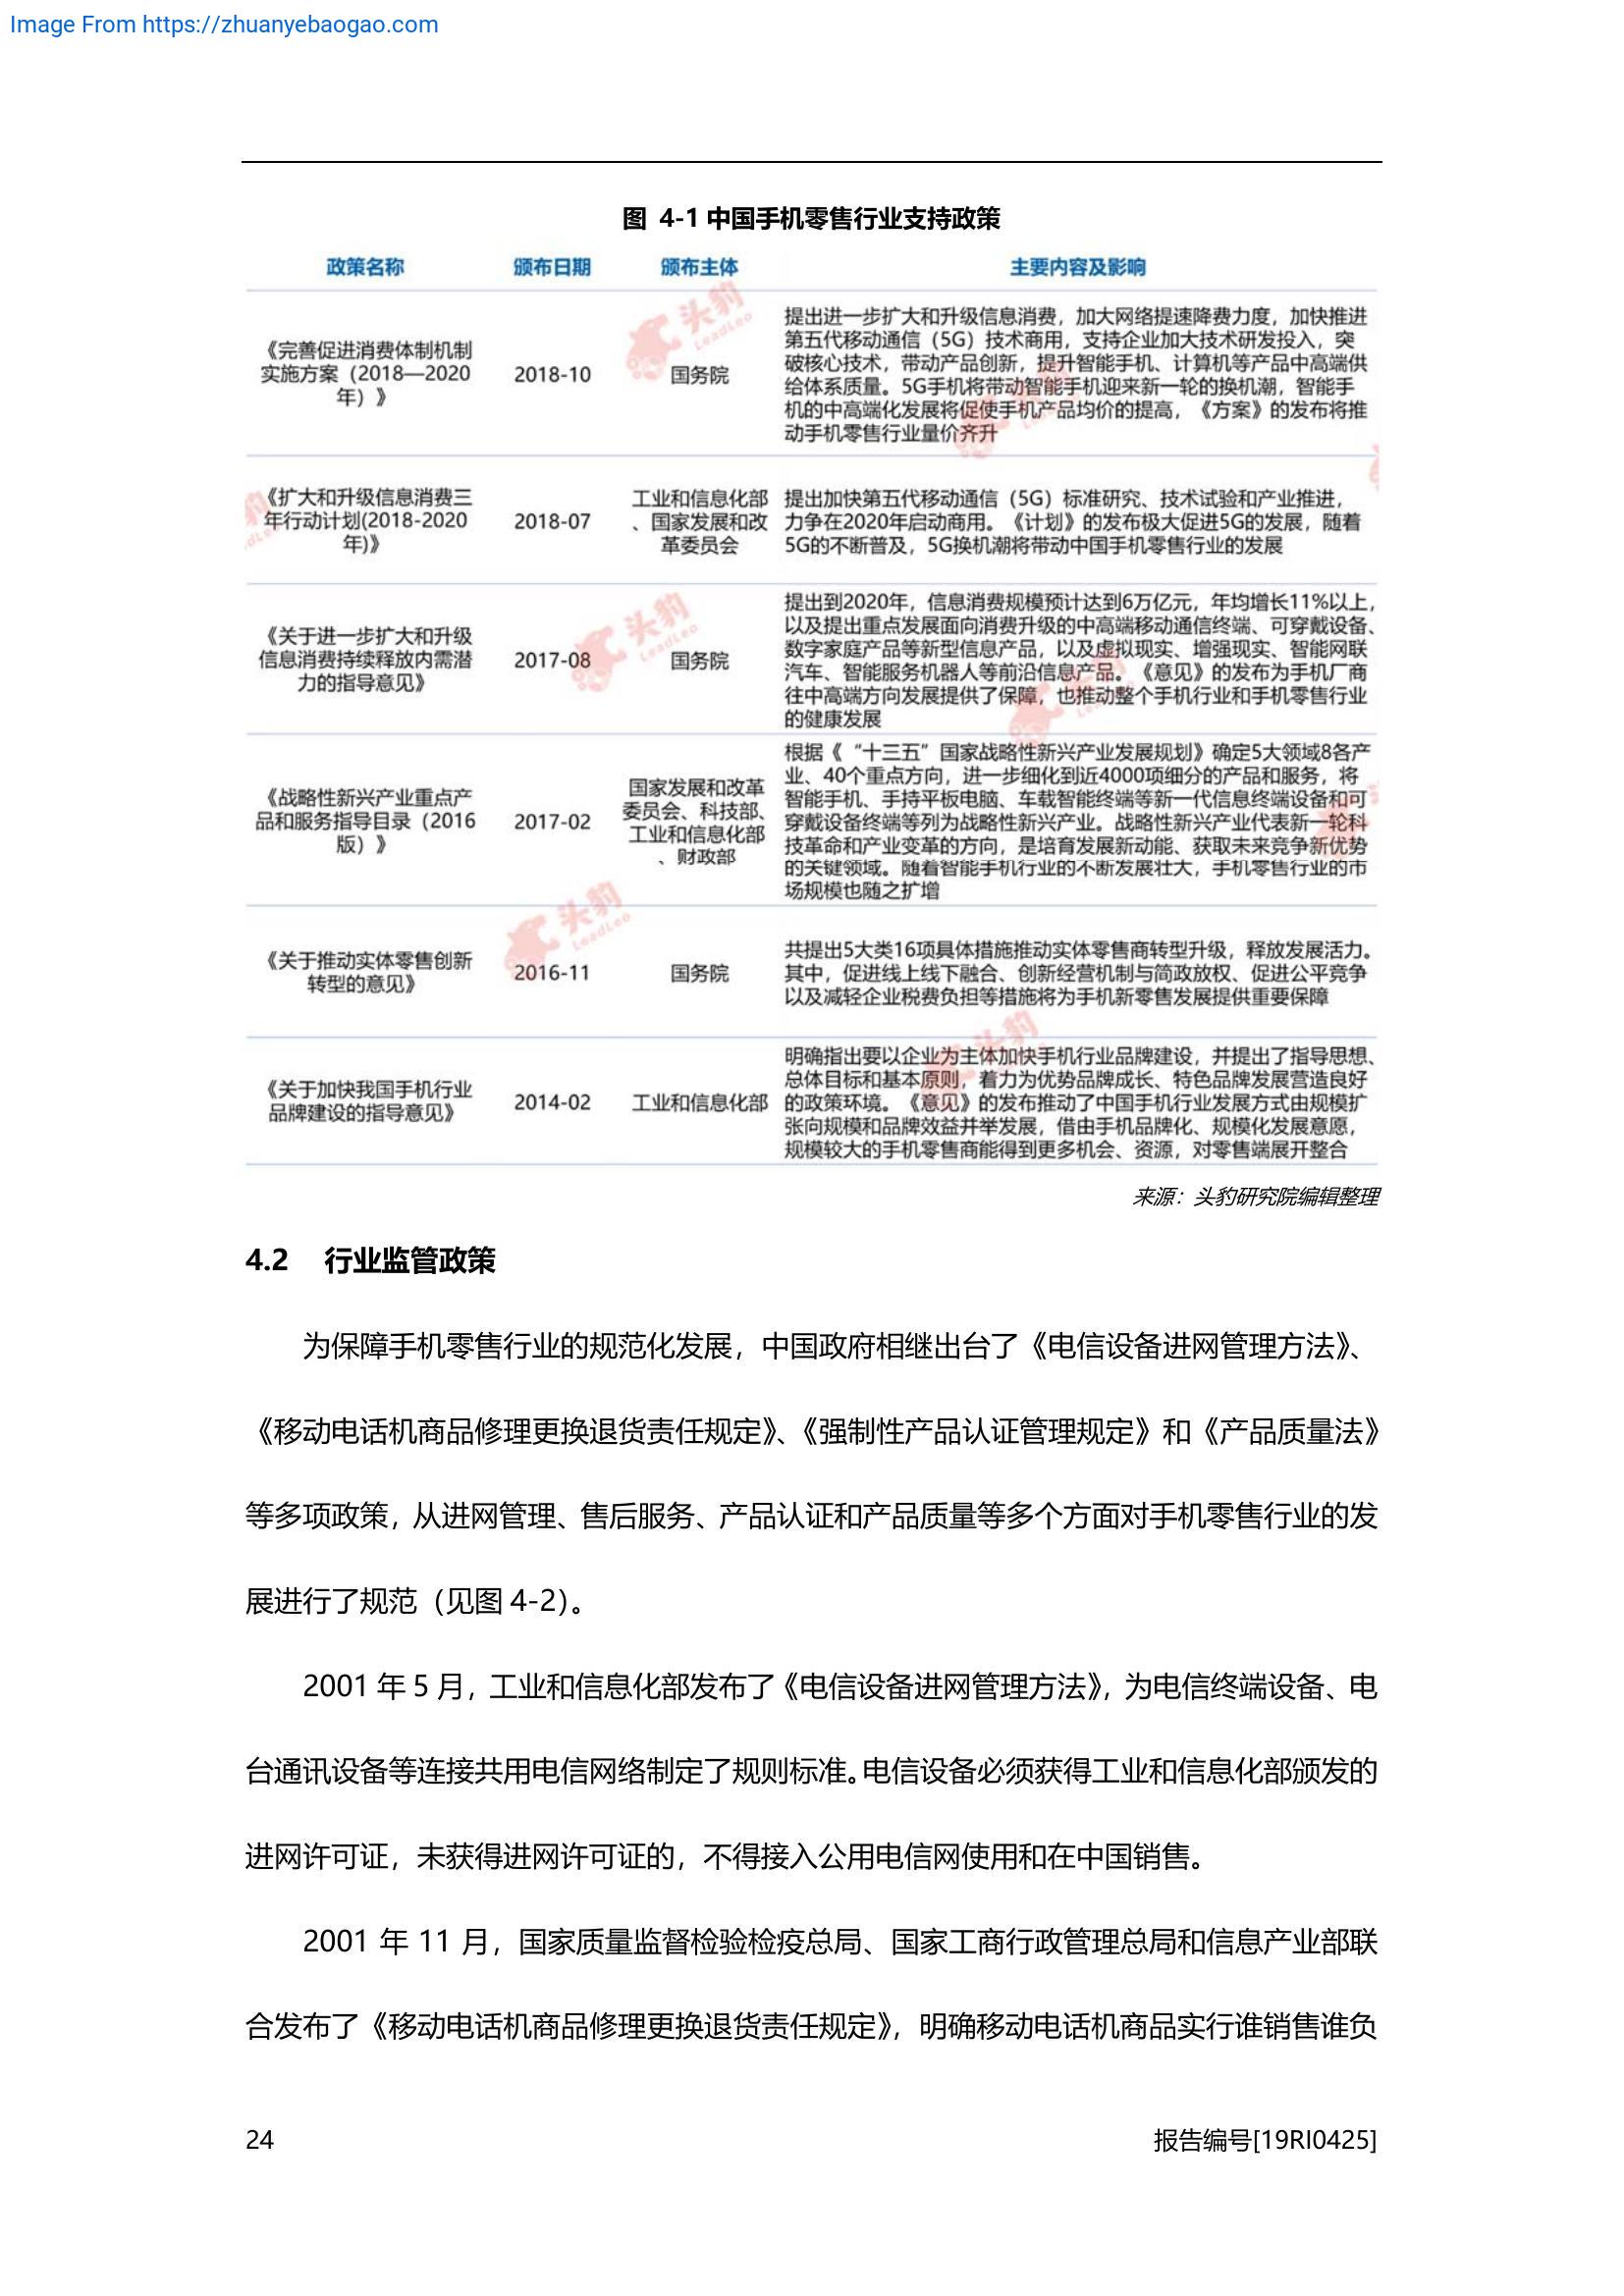 Image From https://zhuanyebaogao.com
图 4-1 中国手机零售行业支持政策
政策名称 颁布日期 颁布主体 主要内容及影响
《完善促进消费体制机制
实施方案（2018—2020
年）》
2018-10
国务院
提出进一步扩大和升级信息消费，加大网络提速降费力度，加快推进
第五代移动通信（5G）技术商用，支持企业加大技术研发投入，突
破核心技术，带动产品创新，提升智能手机、计算机等产品中高端供
给体系质量。5G手机将带动智能手机迎来新一轮的换机潮，智能手
机的中高端化发展将促使手机产品均价的提高，《方案》的发布将推
动手机零售行业量价齐升
《扩大和升级信息消费三
年行动计划(2018-2020
年)》
2018-07
工业和信息化部
、国家发展和改
革委员会
提出加快第五代移动通信（5G）标准研究、技术试验和产业推进，
力争在2020年启动商用。《计划》的发布极大促进5G的发展，随着
5G的不断普及，5G换机潮将带动中国手机零售行业的发展
《关于进一步扩大和升级
信息消费持续释放内需潜
力的指导意见》
2017-08
国务院
提出到2020年，信息消费规模预计达到6万亿元，年均增长11%以上，
以及提出重点发展面向消费升级的中高端移动通信终端、可穿戴设备、
数字家庭产品等新型信息产品，以及虚拟现实、增强现实、智能网联
汽车、智能服务机器人等前沿信息产品。《意见》的发布为手机厂商
往中高端方向发展提供了保障，也推动整个手机行业和手机零售行业
的健康发展
《战略性新兴产业重点产
品和服务指导目录（2016
版）》
2017-02
国家发展和改革
委员会、科技部、
工业和信息化部
、财政部
根据《“十三五”国家战略性新兴产业发展规划》确定5大领域8各产
业、40个重点方向，进一步细化到近4000项细分的产品和服务，将
智能手机、手持平板电脑、车载智能终端等新一代信息终端设备和可
穿戴设备终端等列为战略性新兴产业。战略性新兴产业代表新一轮科
技革命和产业变革的方向，是培育发展新动能、获取未来竞争新优势
的关键领域。随着智能手机行业的不断发展壮大，手机零售行业的市
场规模也随之扩增
《关于推动实体零售创新
转型的意见》
2016-11
国务院
共提出5大类16项具体措施推动实体零售商转型升级，释放发展活力。
其中，促进线上线下融合、创新经营机制与简政放权、促进公平竞争
以及减轻企业税费负担等措施将为手机新零售发展提供重要保障
《关于加快我国手机行业
品牌建设的指导意见》
2014-02
工业和信息化部
明确指出要以企业为主体加快手机行业品牌建设，并提出了指导思想、
总体目标和基本原则，着力为优势品牌成长、特色品牌发展营造良好
的政策环境。《意见》的发布推动了中国手机行业发展方式由规模扩
张向规模和品牌效益并举发展，借由手机品牌化、规模化发展意愿，
规模较大的手机零售商能得到更多机会、资源，对零售端展开整合
来源：头豹研究院编辑整理
4.2 行业监管政策
为保障手机零售行业的规范化发展，中国政府相继出台了《电信设备进网管理方法》、
《移动电话机商品修理更换退货责任规定》、《强制性产品认证管理规定》和《产品质量法》
等多项政策，从进网管理、售后服务、产品认证和产品质量等多个方面对手机零售行业的发
展进行了规范（见图 4-2）。
2001 年 5 月，工业和信息化部发布了《电信设备进网管理方法》，为电信终端设备、电
台通讯设备等连接共用电信网络制定了规则标准。电信设备必须获得工业和信息化部颁发的
进网许可证，未获得进网许可证的，不得接入公用电信网使用和在中国销售。
2001 年 11 月，国家质量监督检验检疫总局、国家工商行政管理总局和信息产业部联
合发布了《移动电话机商品修理更换退货责任规定》，明确移动电话机商品实行谁销售谁负
24
报告编号[19RI0425]